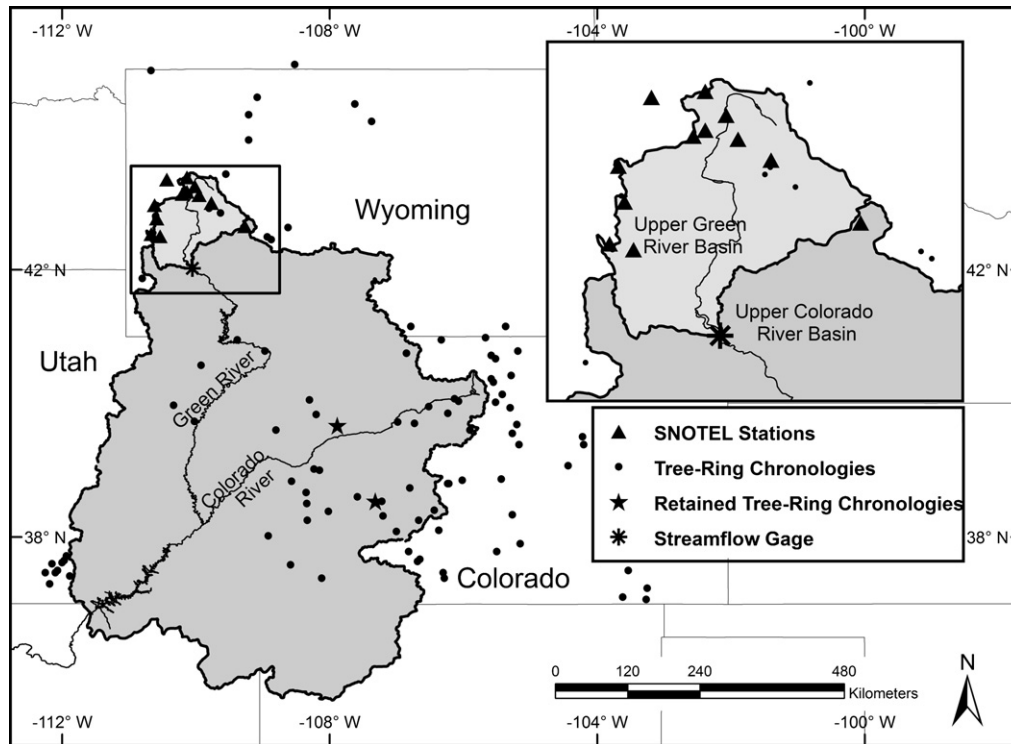 -112° W
-108° W
-104° W
-100° W
Wyoming
Upper Green
River Basin
42° N
42° N
Upper Colorado
River Basin
Utah
Green River
SNOTEL Stations
Tree-Ring Chronologies
Colorado
River
Retained Tree-Ring Chronologies
Streamflow Gage
38° N
38° N
Colorado
0
120
240
480
Kilometers
N
-112° W
-108° W
-104° W
-100° W